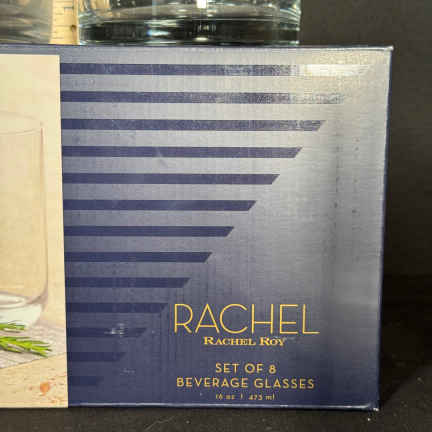 RACHEL
RACHEL ROY
SET OF 8
BEVERAGE GLASSES
16 oz | 473 ml